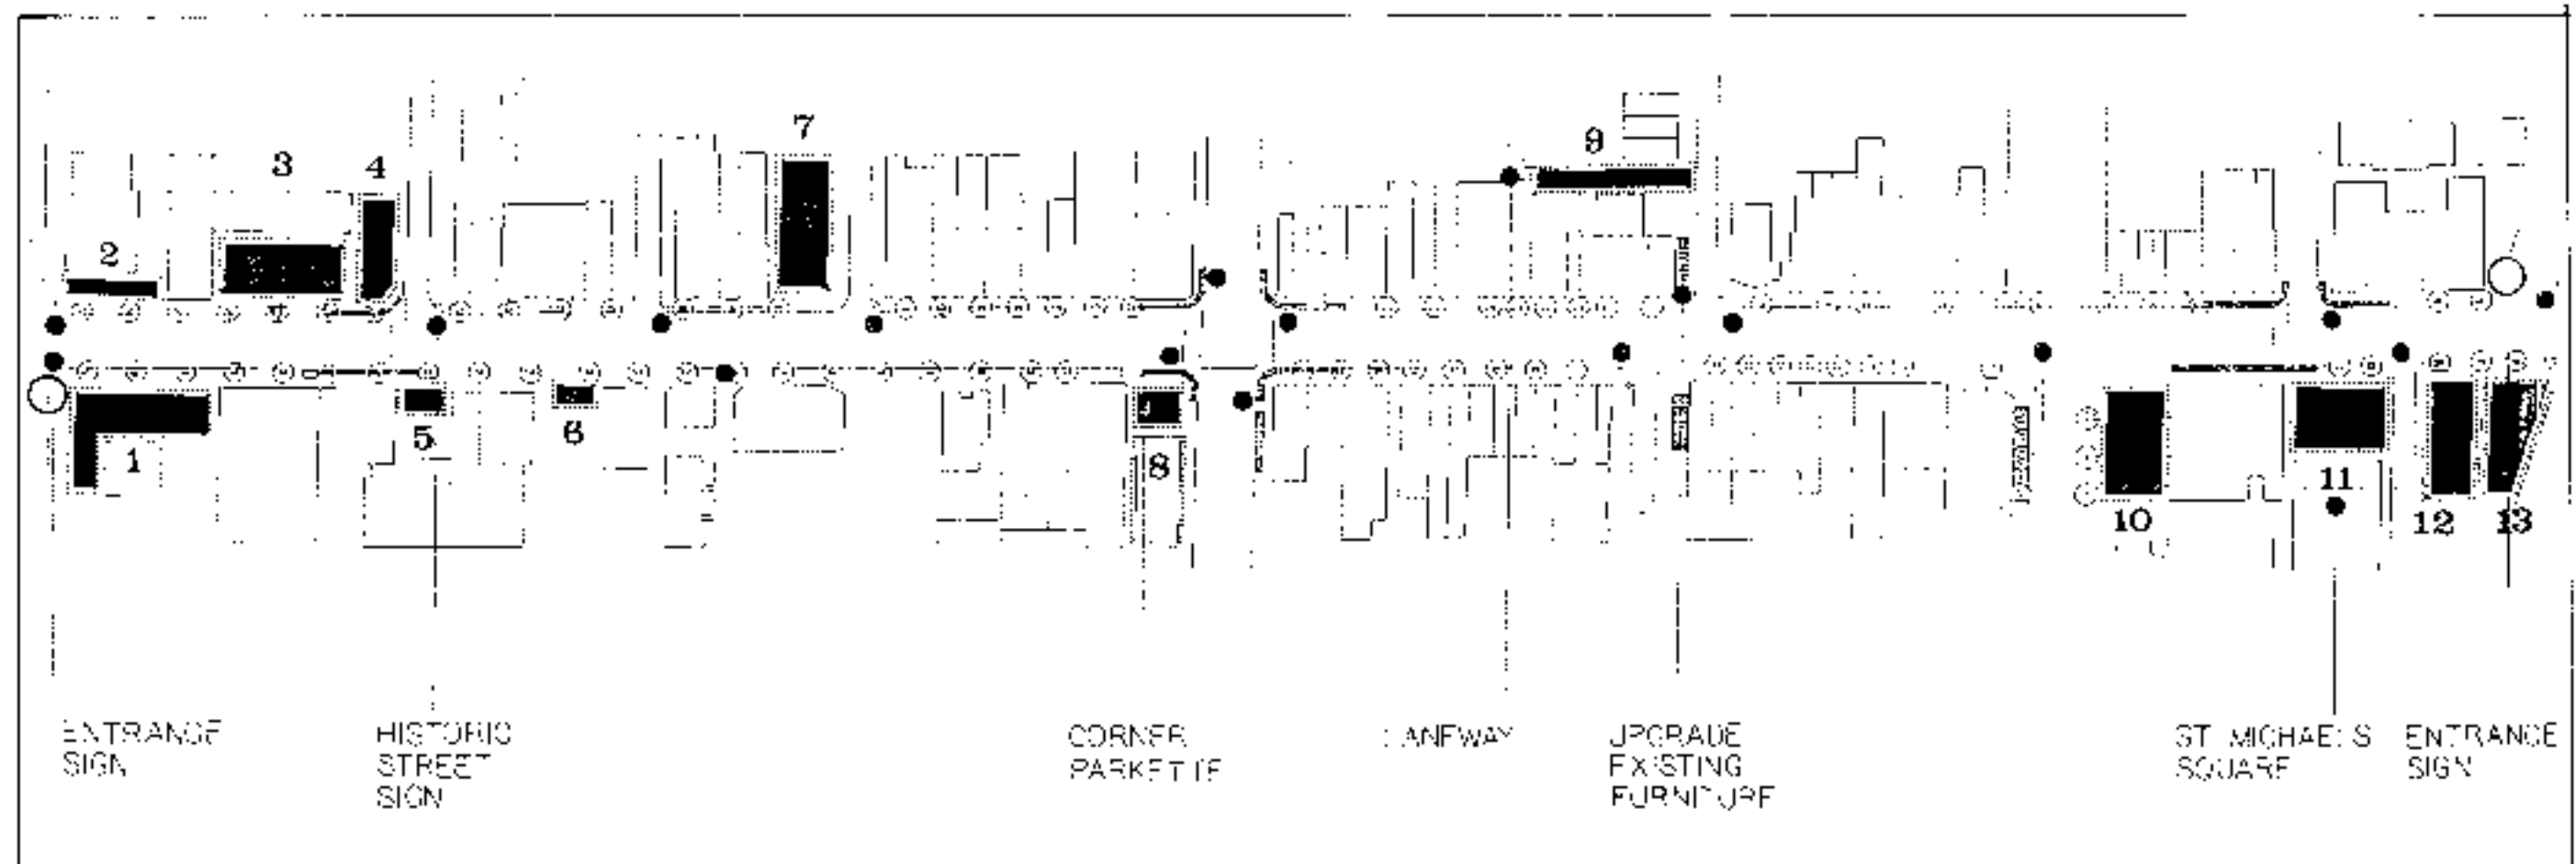 7
9
3
4
2
5
6
1
8
11
10
12
13
ENTRANCE
SIGN
HISTORIC
STREET
SIGN
CORNER
PARKETTE
LANEWAY
UPGRADE
EXISTING
FURNITURE
ST MICHAELS
SQUARE
ENTRANCE
SIGN